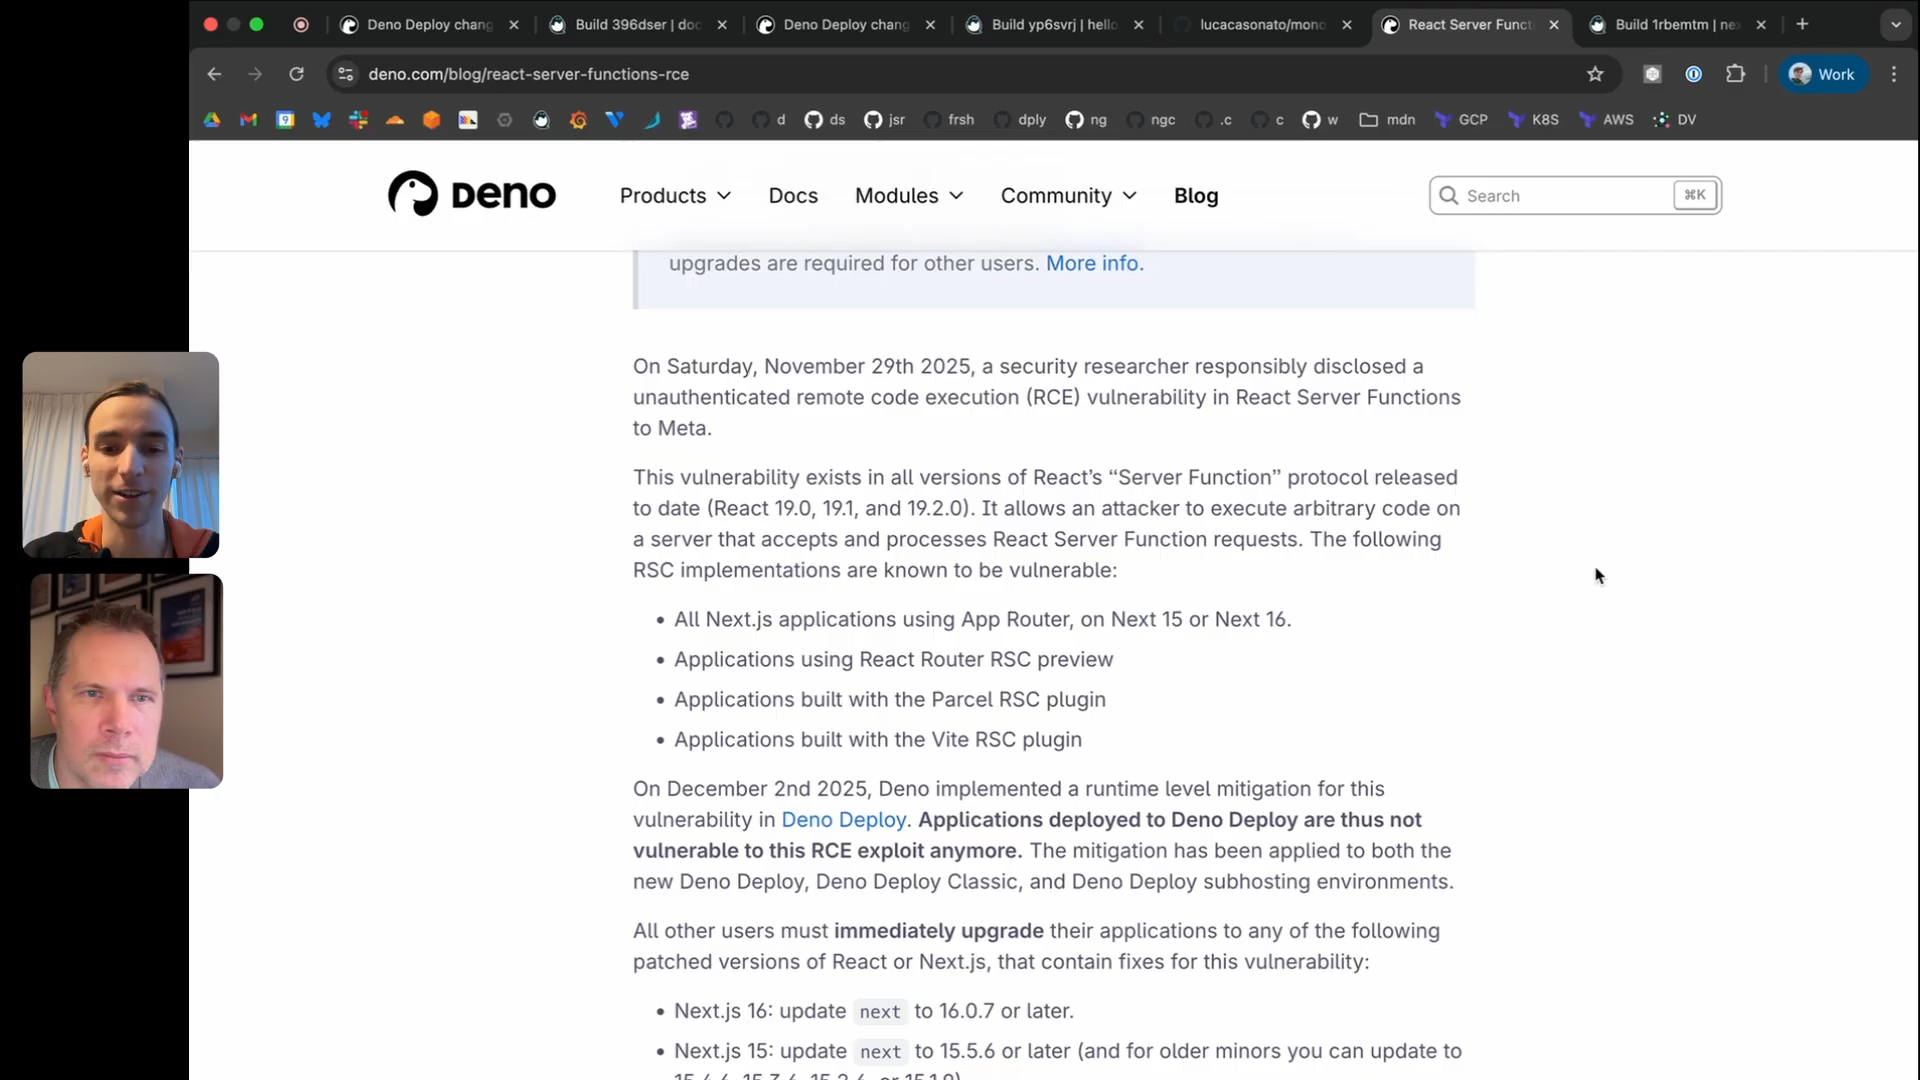 Deno Deploy chang
Build 396dser | doc
Deno Deploy chang
Build yp6svrj | hello
lucacasonato/mono
React Server Funct
Build 1rbemtm | ne
deno.com/blog/react-server-functions-rce
Work
d
ds
jsr
frsh
dply
ng
ngc
.c
c
w
mdn
GCP
K8S
AWS
DV
Deno
Products
Docs
Modules
Community
Blog
Search
⌘K
upgrades are required for other users. More info.
On Saturday, November 29th 2025, a security researcher responsibly disclosed a
unauthenticated remote code execution (RCE) vulnerability in React Server Functions
to Meta.
This vulnerability exists in all versions of React’s “Server Function” protocol released
to date (React 19.0, 19.1, and 19.2.0). It allows an attacker to execute arbitrary code on
a server that accepts and processes React Server Function requests. The following
RSC implementations are known to be vulnerable:
• All Next.js applications using App Router, on Next 15 or Next 16.
• Applications using React Router RSC preview
• Applications built with the Parcel RSC plugin
• Applications built with the Vite RSC plugin
On December 2nd 2025, Deno implemented a runtime level mitigation for this
vulnerability in Deno Deploy. Applications deployed to Deno Deploy are thus not
vulnerable to this RCE exploit anymore. The mitigation has been applied to both the
new Deno Deploy, Deno Deploy Classic, and Deno Deploy subhosting environments.
All other users must immediately upgrade their applications to any of the following
patched versions of React or Next.js, that contain fixes for this vulnerability:
• Next.js 16: update next to 16.0.7 or later.
• Next.js 15: update next to 15.5.6 or later (and for older minors you can update to